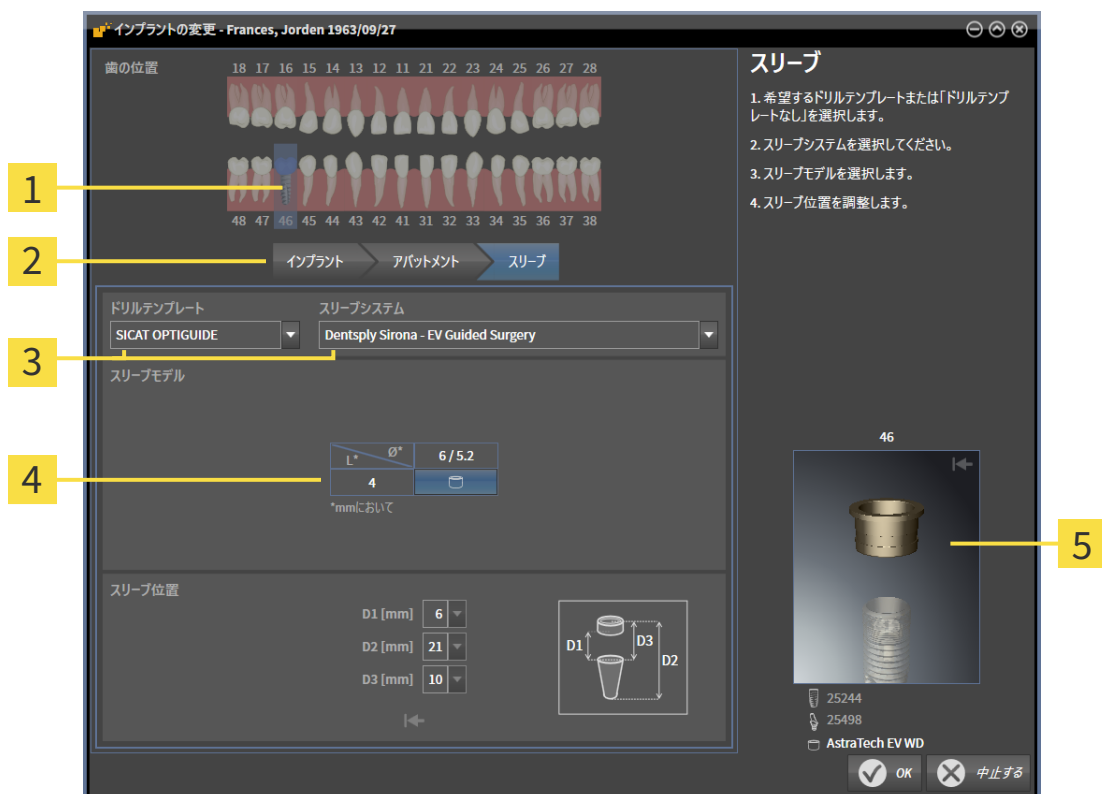 インプラントの変更 - Frances, Jorden 1963/09/27
歯の位置
18 17 16 15 14 13 12 11 21 22 23 24 25 26 27 28
48 47 46 45 44 43 42 41 31 32 33 34 35 36 37 38
1
2
インプラント アバットメント スリーブ
ドリルテンプレート スリーブシステム
SICAT OPTIGUIDE Dentsply Sirona - EV Guided Surgery
3
スリーブモデル
L* Ø* 6 / 5.2
4
4
*mmにおいて
スリーブ位置
D1 [mm] 6
D2 [mm] 21
D3 [mm] 10
D1 D3
D2
スリーブ
1. 希望するドリルテンプレートまたは「ドリルテンプ
レートなし」を選択します。
2. スリーブシステムを選択してください。
3. スリーブモデルを選択します。
4. スリーブ位置を調整します。
46
5
25244
25498
AstraTech EV WD
OK 中止する